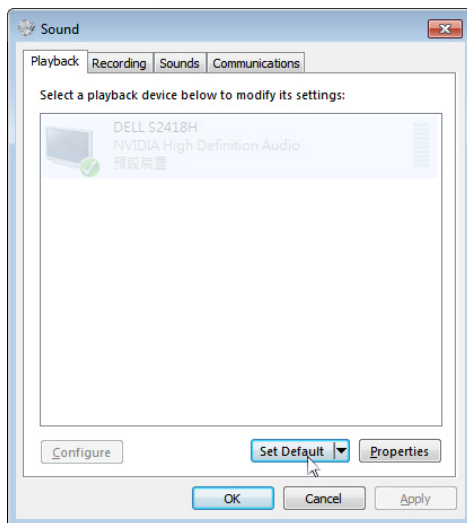 Sound
Playback Recording Sounds Communications
Select a playback device below to modify its settings:
DELL S2418H
NVIDIA High Definition Audio
預設裝置
Configure Set Default Properties
OK Cancel Apply